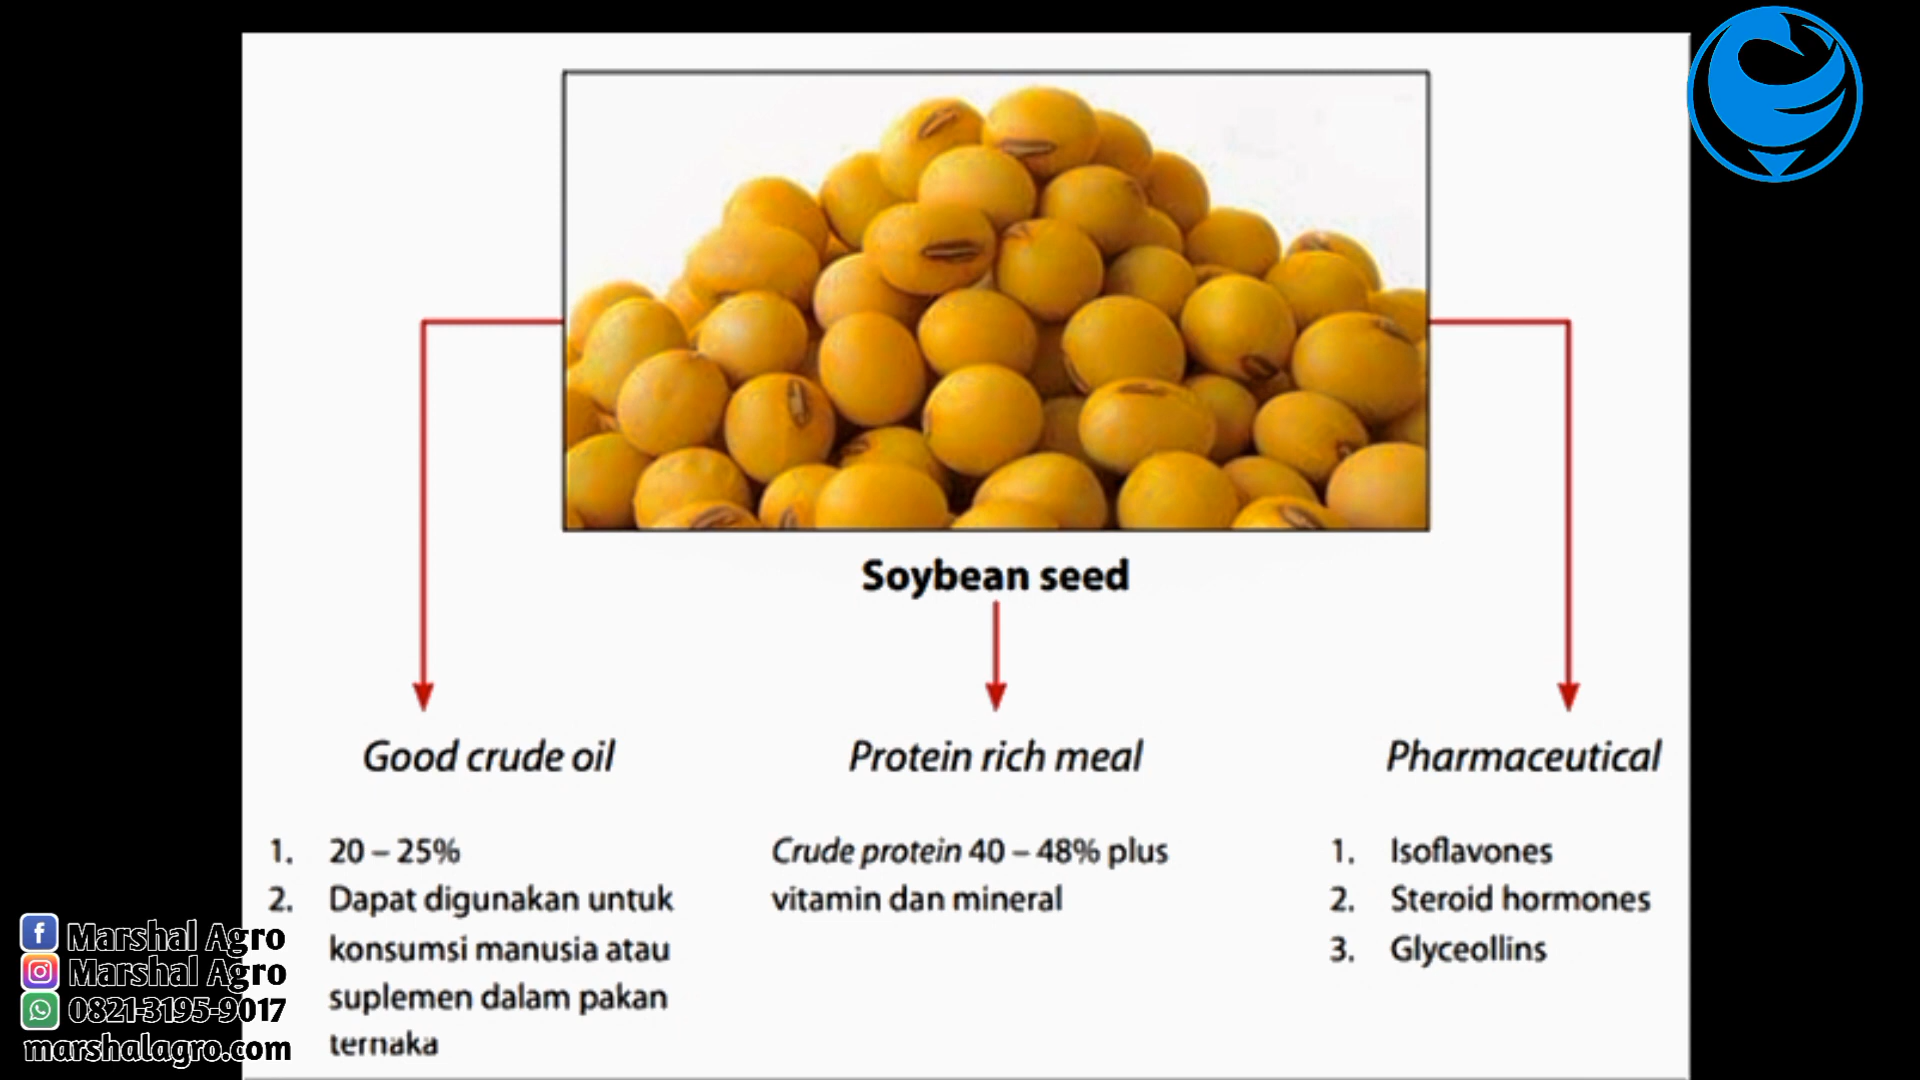 Soybean seed
Good crude oil
1. 20 – 25%
2. Dapat digunakan untuk
konsumsi manusia atau
suplemen dalam pakan
ternaka
Protein rich meal
Crude protein 40 – 48% plus
vitamin dan mineral
Pharmaceutical
1. Isoflavones
2. Steroid hormones
3. Glyceollins
Marshal Agro
Marshal Agro
0821-3195-9017
marshalagro.com